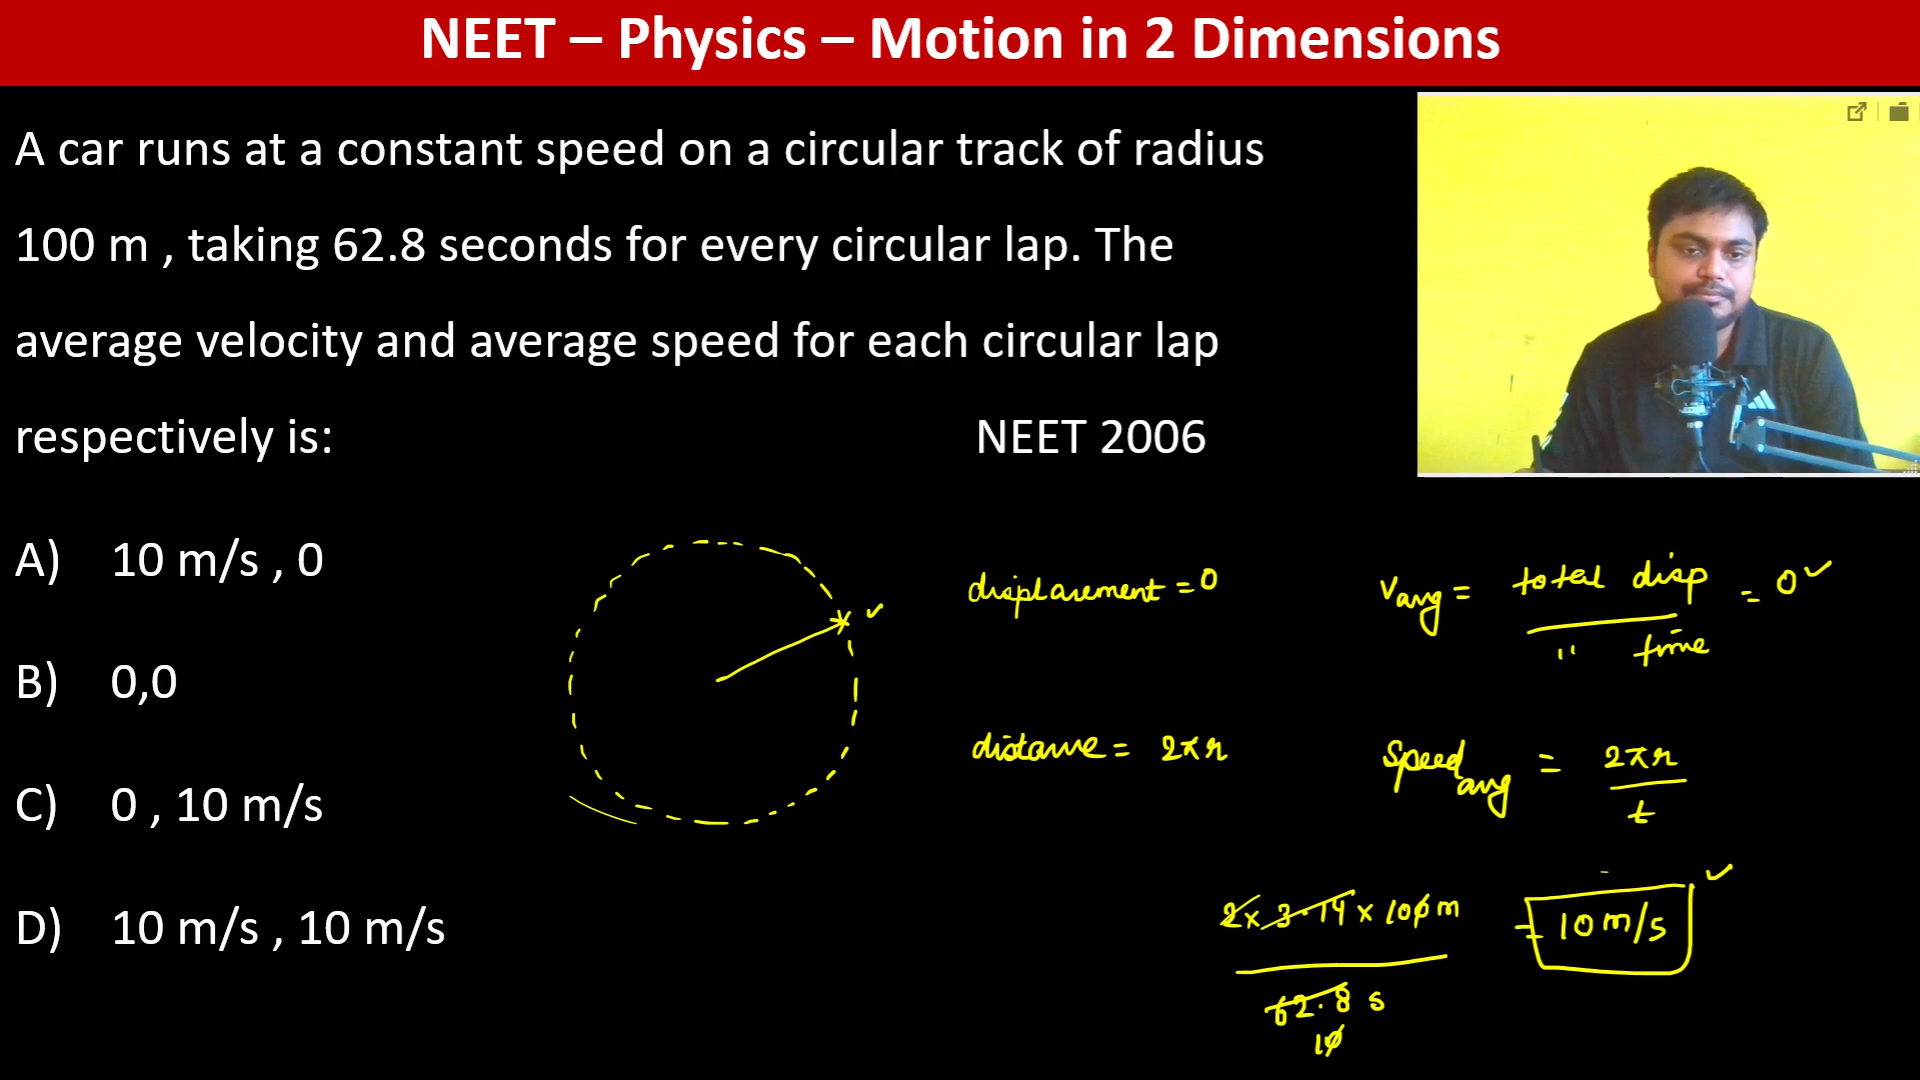 NEET – Physics – Motion in 2 Dimensions
A car runs at a constant speed on a circular track of radius
100 m , taking 62.8 seconds for every circular lap. The
average velocity and average speed for each circular lap
respectively is: NEET 2006
A) 10 m/s , 0
B) 0,0
C) 0 , 10 m/s
D) 10 m/s , 10 m/s
displacement = 0
Vavg = total disp = 0
" time
distance = 2πr
Speed avg = 2πr
t
2 x 3.14 x 100 m = 10 m/s
62.8 s
10